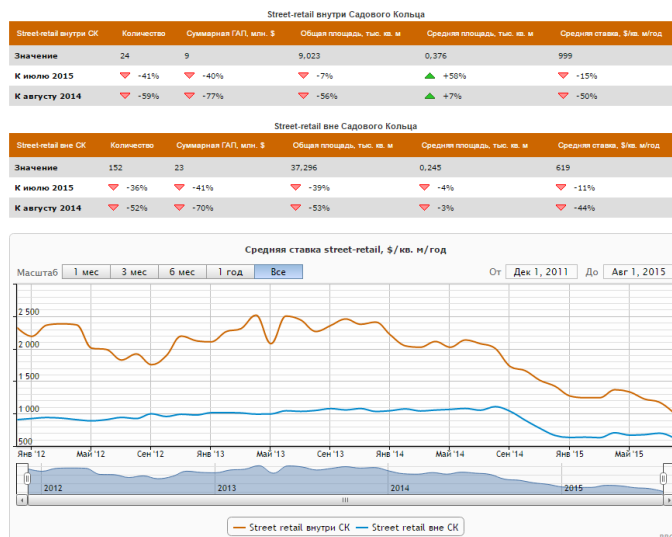 Street-retail внутри Садового Кольца
Street-retail внутри СК Количество Суммарная ГАП, млн. $ Общая площадь, тыс. кв. м Средняя площадь, тыс. кв. м Средняя ставка, $/кв. м/год
Значение 24 9 9,023 0,376 999
К июлю 2015 -41% -40% -7% +58% -15%
К августу 2014 -59% -77% -56% +7% -50%
Street-retail вне Садового Кольца
Street-retail вне СК Количество Суммарная ГАП, млн. $ Общая площадь, тыс. кв. м Средняя площадь, тыс. кв. м Средняя ставка, $/кв. м/год
Значение 152 23 37,296 0,245 619
К июлю 2015 -36% -41% -39% -4% -11%
К августу 2014 -52% -70% -53% -3% -44%
Средняя ставка street-retail, $/кв. м/год
Масштаб 1 мес 3 мес 6 мес 1 год Все От Дек 1, 2011 До Авг 1, 2015
2 500
2 000
1 500
1 000
500
Янв '12 Май '12 Сен '12 Янв '13 Май '13 Сен '13 Янв '14 Май '14 Сен '14 Янв '15 Май '15
2012 2013 2014 2015
Street retail внутри СК Street retail вне СК